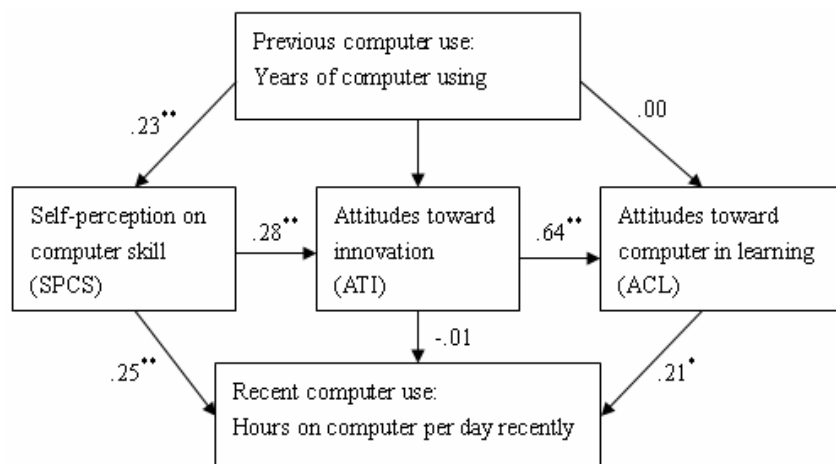 Previous computer use:
Years of computer using
.23**
.00
Self-perception on
computer skill
(SPCS)
.28**
Attitudes toward
innovation
(ATI)
.64**
Attitudes toward
computer in learning
(ACL)
.25**
-.01
.21*
Recent computer use:
Hours on computer per day recently